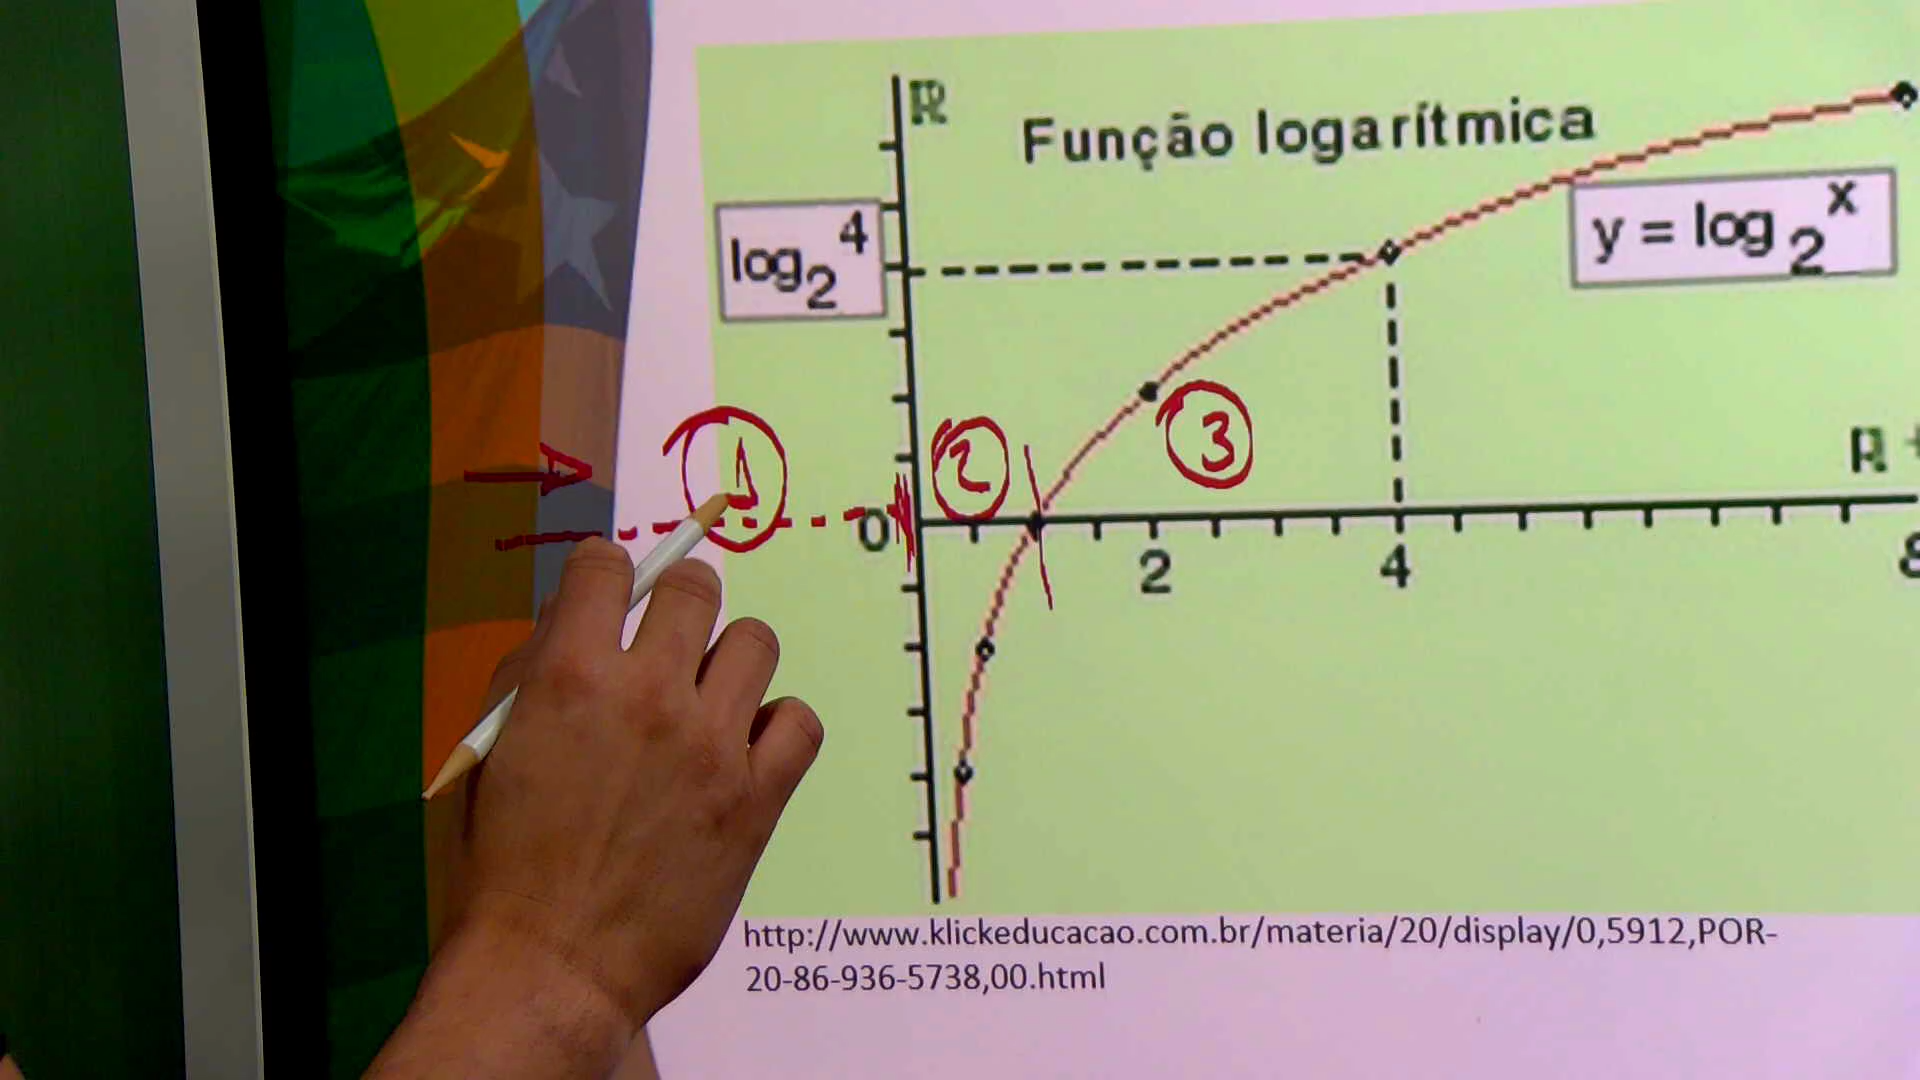 R
Função logarítmica
log₂⁴
y = log₂ˣ
1
2
3
R +
0
2
4
8
http://www.klickeducacao.com.br/materia/20/display/0,5912,POR-
20-86-936-5738,00.html